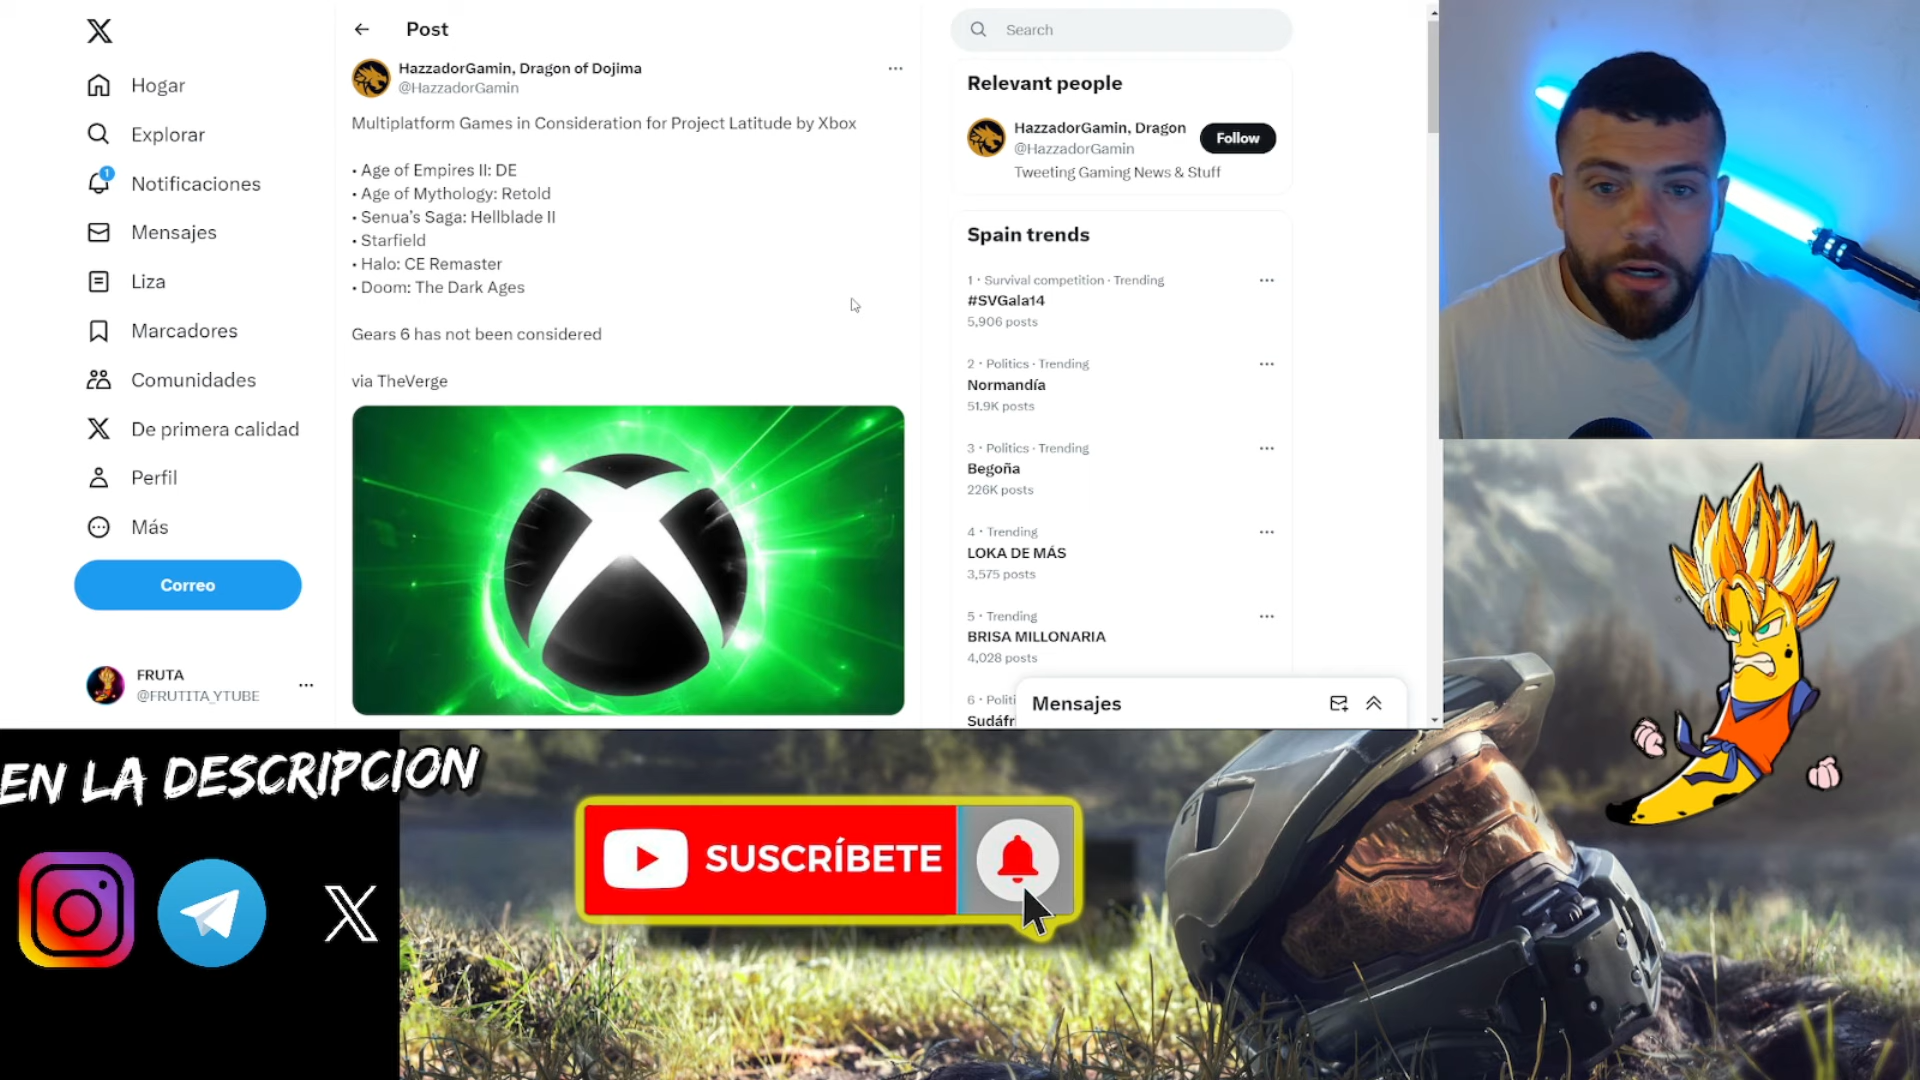 Hogar
Explorar
1
Notificaciones
Mensajes
Liza
Marcadores
Comunidades
De primera calidad
Perfil
Más
Correo
FRUTA
@FRUTITA_YTUBE
Post
HazzadorGamin, Dragon of Dojima
@HazzadorGamin
Multiplatform Games in Consideration for Project Latitude by Xbox
• Age of Empires II: DE
• Age of Mythology: Retold
• Senua's Saga: Hellblade II
• Starfield
• Halo: CE Remaster
• Doom: The Dark Ages
Gears 6 has not been considered
via TheVerge
Search
Relevant people
HazzadorGamin, Dragon
@HazzadorGamin
Follow
Tweeting Gaming News & Stuff
Spain trends
1 · Survival competition · Trending
#SVGala14
5,906 posts
2 · Politics · Trending
Normandía
51.9K posts
3 · Politics · Trending
Begoña
226K posts
4 · Trending
LOKA DE MÁS
3,575 posts
5 · Trending
BRISA MILLONARIA
4,028 posts
6 · Politi
Sudáfr
Mensajes
EN LA DESCRIPCION
SUSCRÍBETE